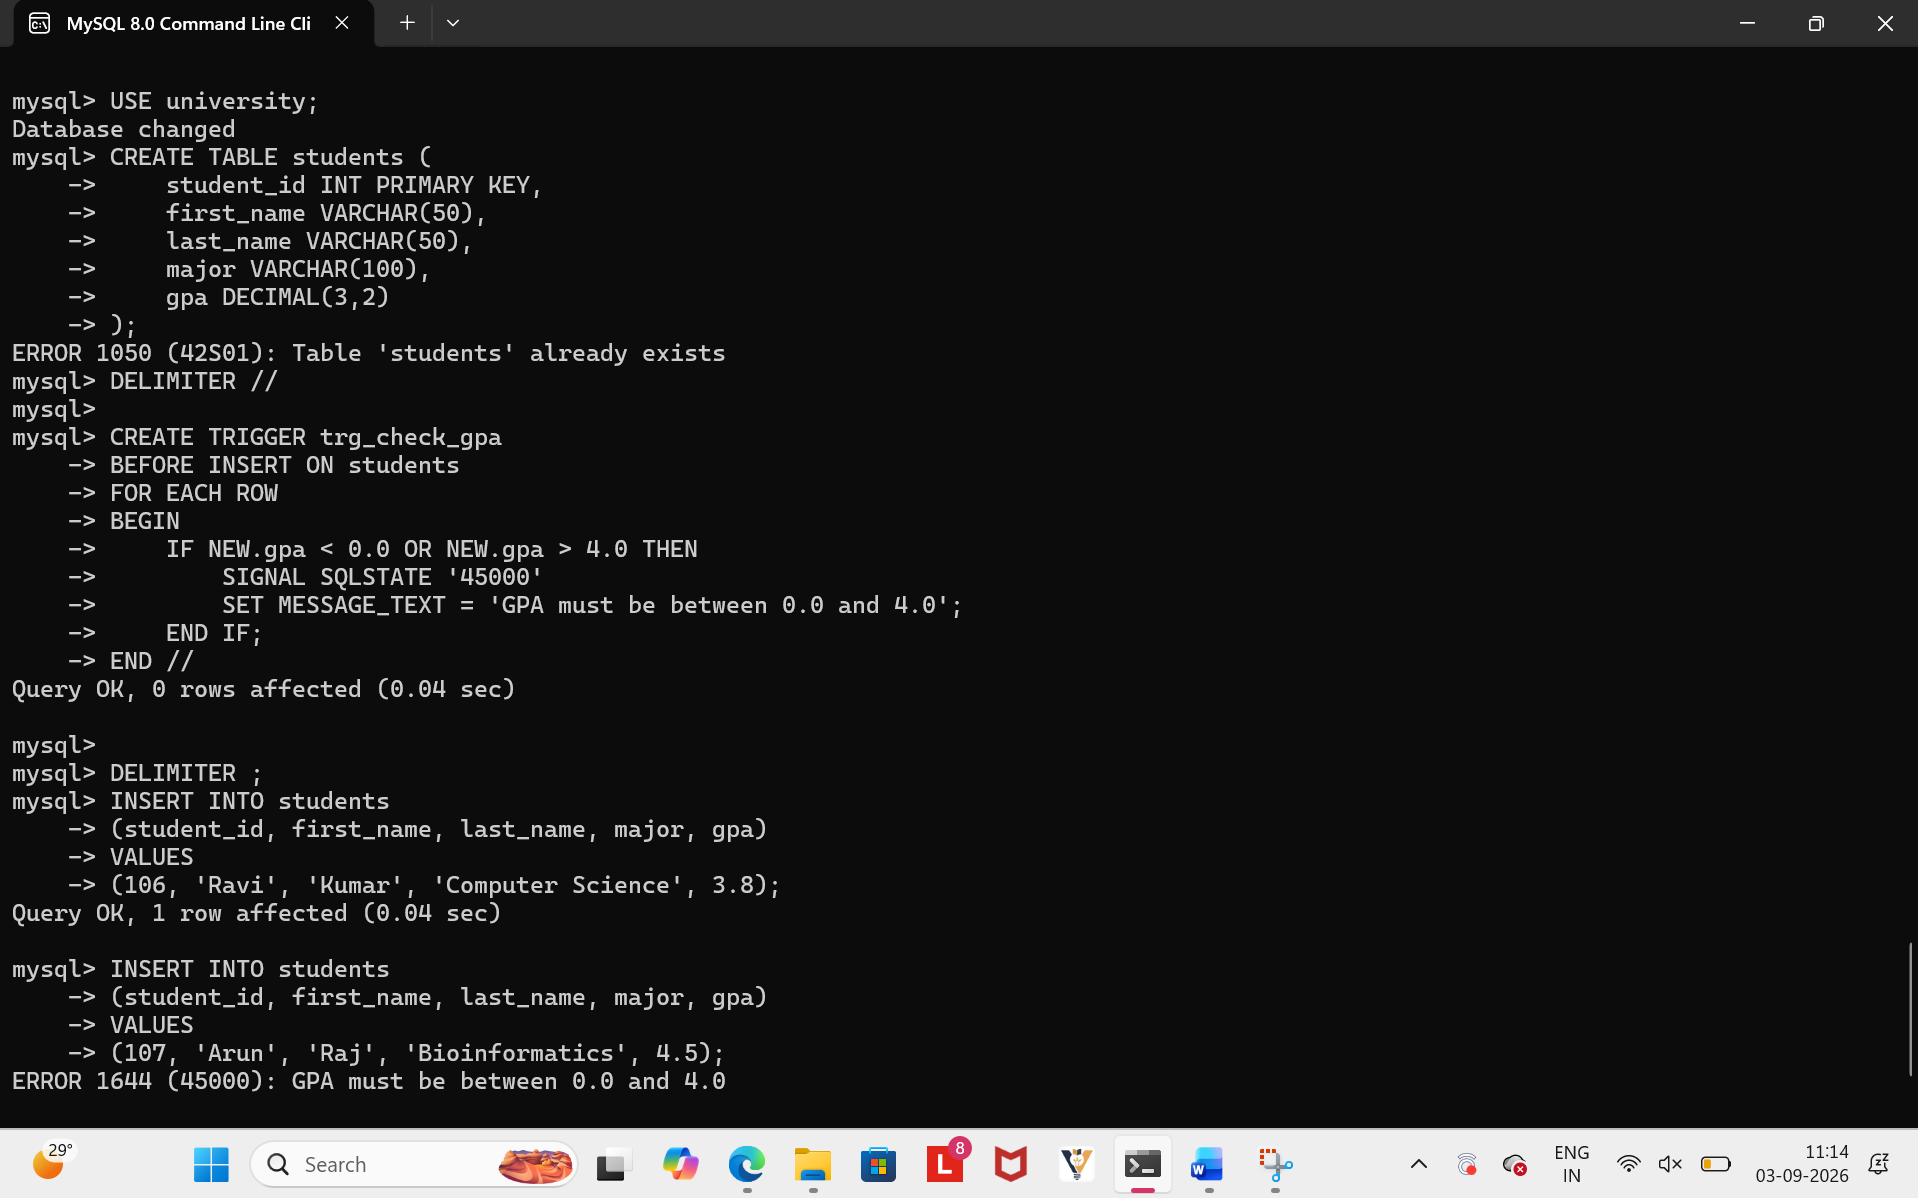 MySQL 8.0 Command Line Cli
mysql> USE university;
Database changed
mysql> CREATE TABLE students (
    ->     student_id INT PRIMARY KEY,
    ->     first_name VARCHAR(50),
    ->     last_name VARCHAR(50),
    ->     major VARCHAR(100),
    ->     gpa DECIMAL(3,2)
    -> );
ERROR 1050 (42S01): Table 'students' already exists
mysql> DELIMITER //
mysql>
mysql> CREATE TRIGGER trg_check_gpa
    -> BEFORE INSERT ON students
    -> FOR EACH ROW
    -> BEGIN
    ->     IF NEW.gpa < 0.0 OR NEW.gpa > 4.0 THEN
    ->         SIGNAL SQLSTATE '45000'
    ->         SET MESSAGE_TEXT = 'GPA must be between 0.0 and 4.0';
    ->     END IF;
    -> END //
Query OK, 0 rows affected (0.04 sec)
mysql>
mysql> DELIMITER ;
mysql> INSERT INTO students
    -> (student_id, first_name, last_name, major, gpa)
    -> VALUES
    -> (106, 'Ravi', 'Kumar', 'Computer Science', 3.8);
Query OK, 1 row affected (0.04 sec)
mysql> INSERT INTO students
    -> (student_id, first_name, last_name, major, gpa)
    -> VALUES
    -> (107, 'Arun', 'Raj', 'Bioinformatics', 4.5);
ERROR 1644 (45000): GPA must be between 0.0 and 4.0
29°
Search
L
8
W
ENG
IN
11:14
03-09-2026